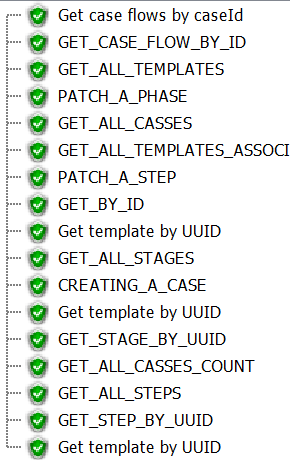 Get case flows by caseId
GET_CASE_FLOW_BY_ID
GET_ALL_TEMPLATES
PATCH_A_PHASE
GET_ALL_CASSES
GET_ALL_TEMPLATES_ASSOCI
PATCH_A_STEP
GET_BY_ID
Get template by UUID
GET_ALL_STAGES
CREATING_A_CASE
Get template by UUID
GET_STAGE_BY_UUID
GET_ALL_CASSES_COUNT
GET_ALL_STEPS
GET_STEP_BY_UUID
Get template by UUID